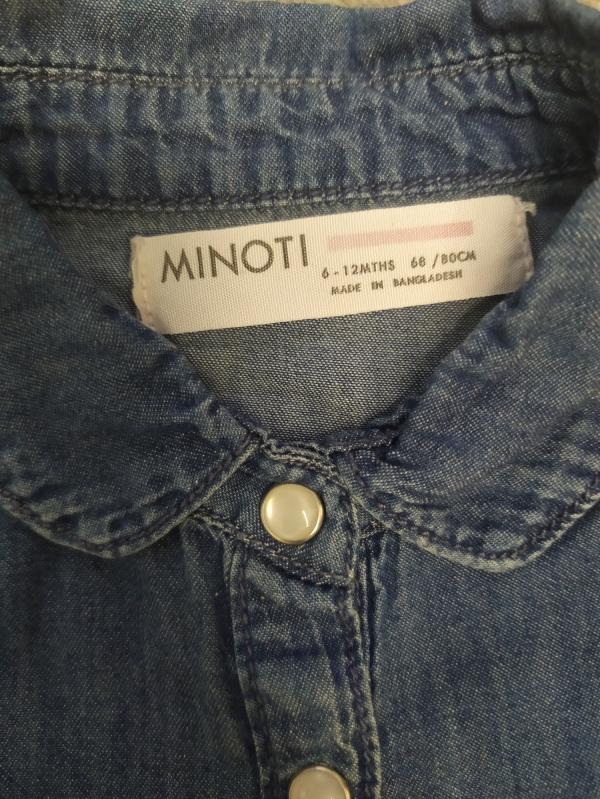 MINOTI
6 - 12MTHS 68 / 80CM
MADE IN BANGLADESH